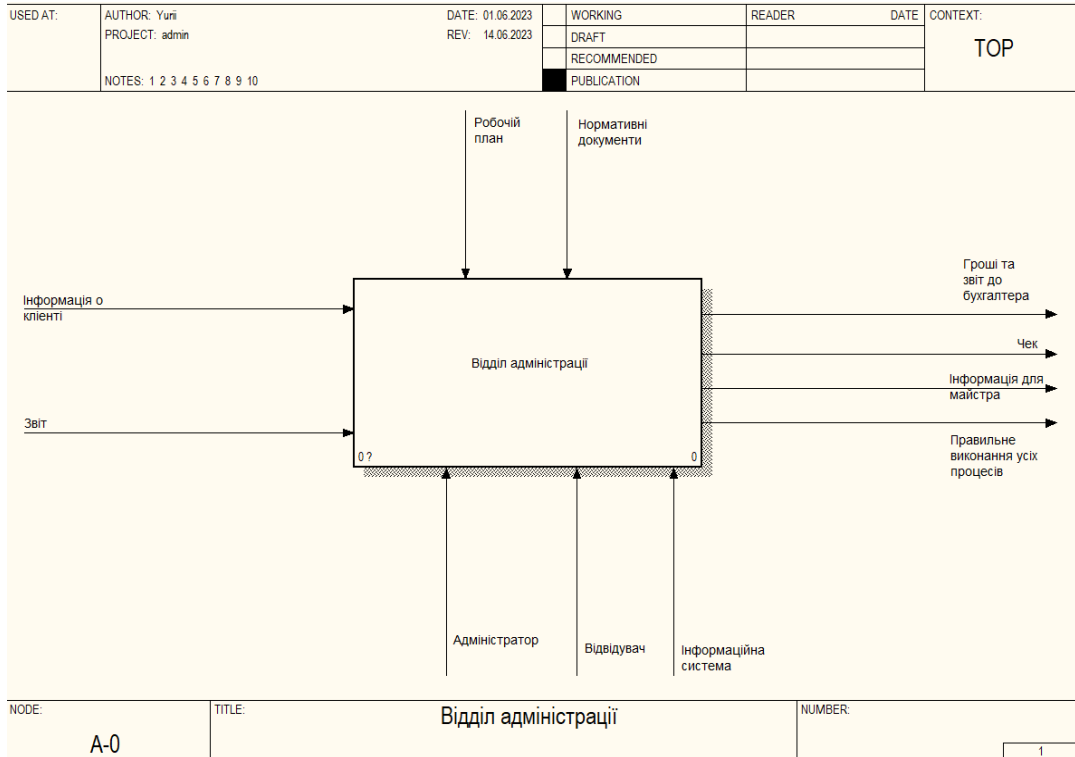 USED AT:
AUTHOR: Yurii
DATE: 01.06.2023
WORKING
READER
DATE
CONTEXT:
PROJECT: admin
REV: 14.06.2023
DRAFT
TOP
RECOMMENDED
NOTES: 1 2 3 4 5 6 7 8 9 10
PUBLICATION
Робочій
план
Нормативні
документи
Гроші та
звіт до
бухгалтера
Інформація о
кліенті
Чек
Відділ адміністрації
Інформація для
майстра
Звіт
Правильне
виконання усіх
процесів
0 ?
0
Адміністратор
Відвідувач
Інформаційна
система
NODE:
TITLE:
Відділ адміністрації
NUMBER:
A-0
1